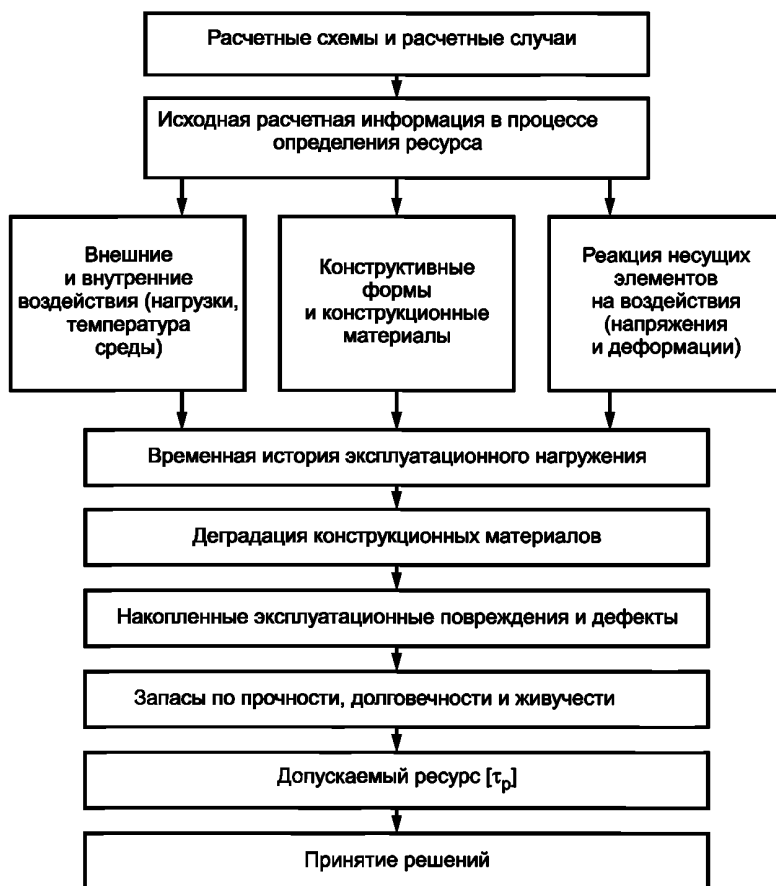 Расчетные схемы и расчетные случаи
Исходная расчетная информация в процессе
определения ресурса
Внешние
и внутренние
воздействия (нагрузки,
температура
среды)
Конструктивные
формы
и конструкционные
материалы
Реакция несущих
элементов
на воздействия
(напряжения
и деформации)
Временная история эксплуатационного нагружения
Деградация конструкционных материалов
Накопленные эксплуатационные повреждения и дефекты
Запасы по прочности, долговечности и живучести
Допускаемый ресурс [τр]
Принятие решений